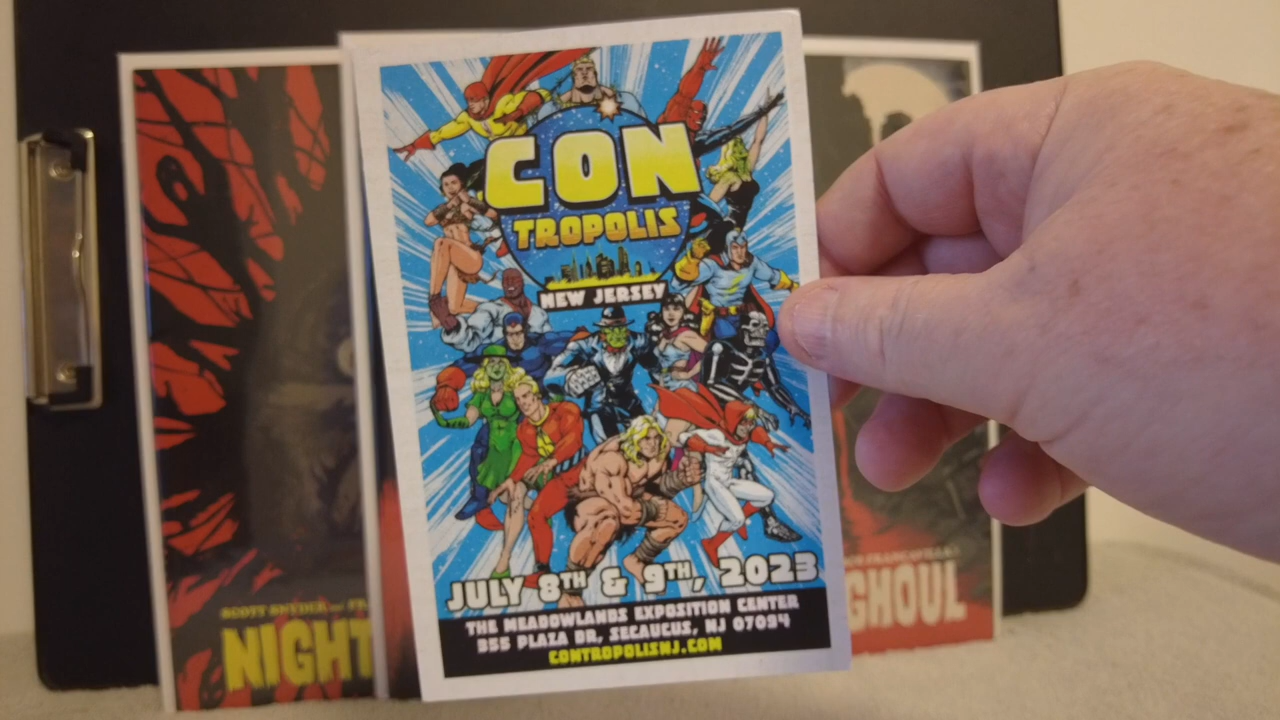 CON
TROPOLIS
NEW JERSEY
JULY 8TH & 9TH, 2023
THE MEADOWLANDS EXPOSITION CENTER
355 PLAZA DR, SECAUCUS, NJ 07094
CONTROPOLISNJ.COM
SCOTT SNYDER
NIGHT
FRANCAVILLA
GHOUL